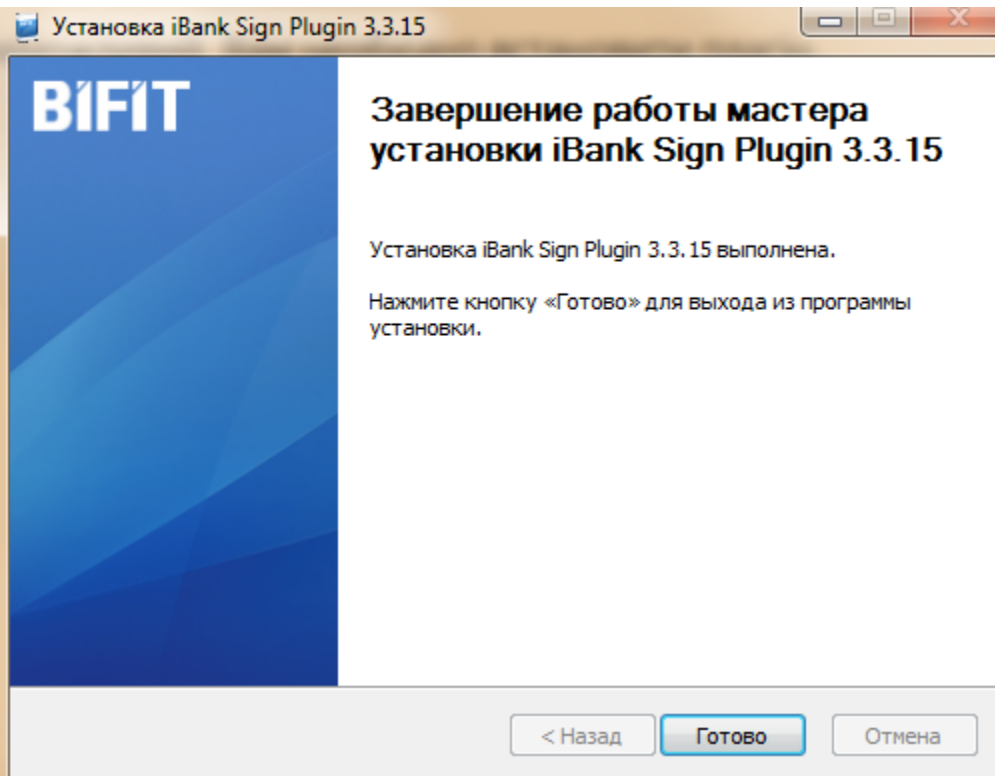 Установка iBank Sign Plugin 3.3.15
BIFIT
Завершение работы мастера
установки iBank Sign Plugin 3.3.15
Установка iBank Sign Plugin 3.3.15 выполнена.
Нажмите кнопку «Готово» для выхода из программы
установки.
< Назад
Готово
Отмена